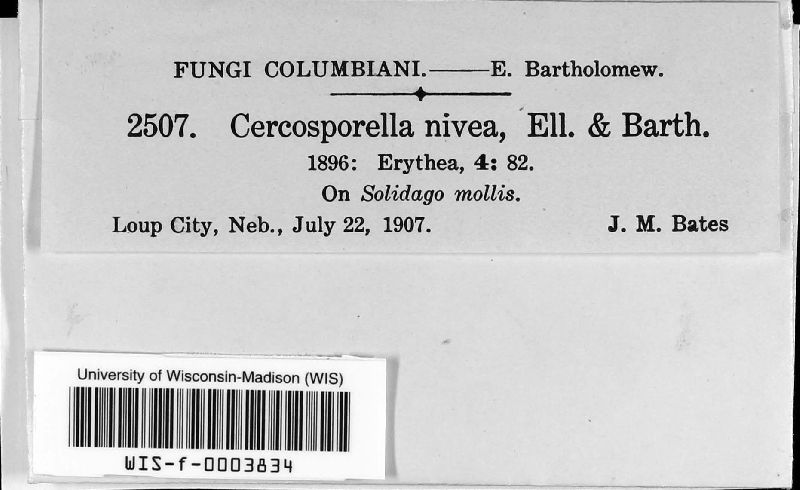 FUNGI COLUMBIANI.——E. Bartholomew.
2507. Cercosporella nivea, Ell. & Barth.
1896: Erythea, 4: 82.
On Solidago mollis.
Loup City, Neb., July 22, 1907. J. M. Bates
University of Wisconsin-Madison (WIS)
WIS-f-0003834